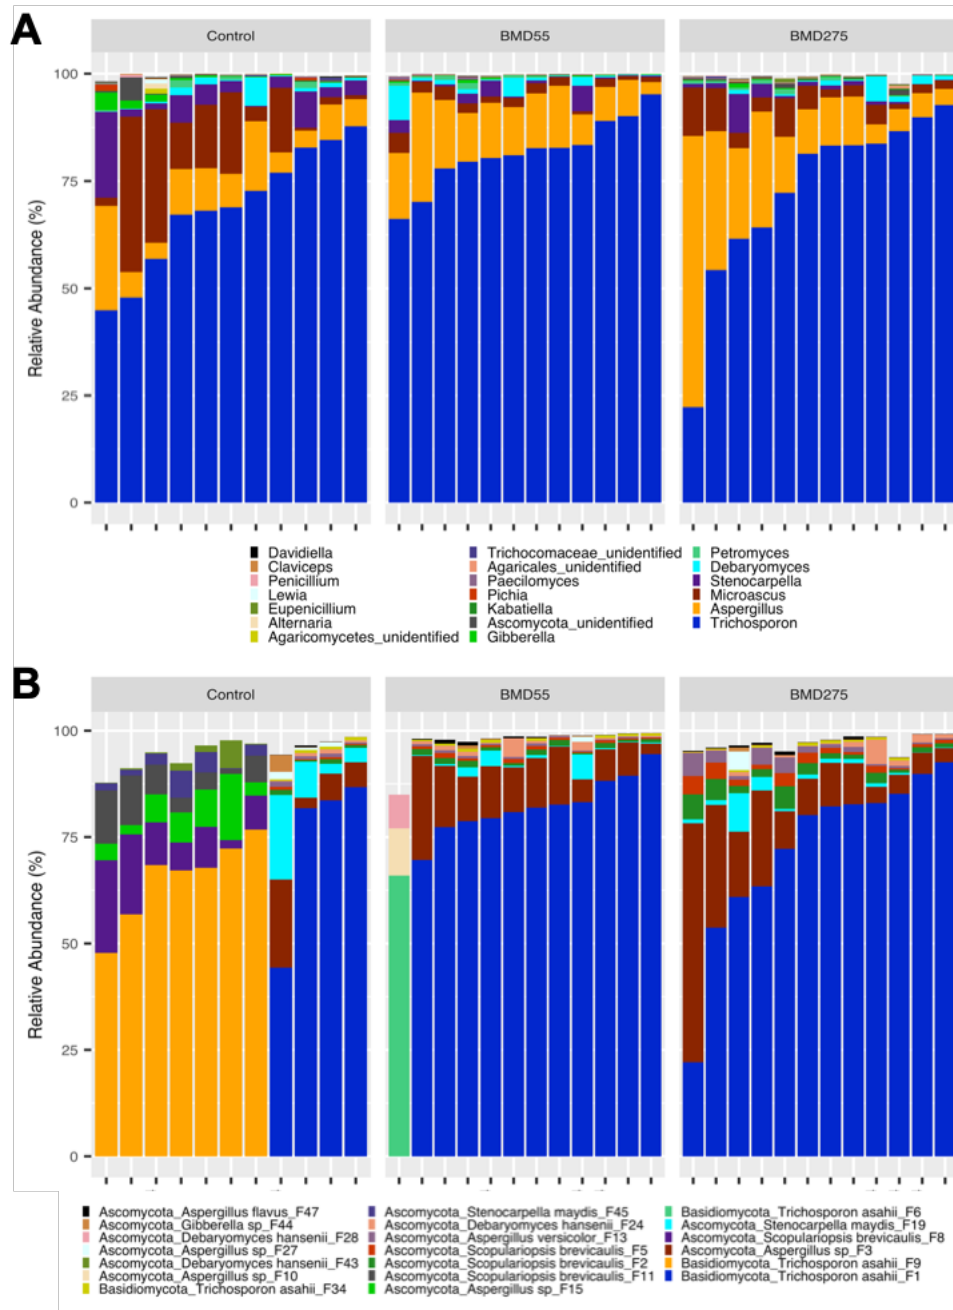 A
Control BMD55 BMD275
100
75
50
25
0
Relative Abundance (%)
Davidiella Trichocomaceae_unidentified Petromyces
Claviceps Agaricales_unidentified Debaryomyces
Penicillium Paecilomyces Stenocarpella
Lewia Pichia Microascus
Eupenicillium Kabatiella Aspergillus
Alternaria Ascomycota_unidentified Trichosporon
Agaricomycetes_unidentified Gibberella
B
Control BMD55 BMD275
100
75
50
25
0
Relative Abundance (%)
Ascomycota_Aspergillus flavus_F47 Ascomycota_Stenocarpella maydis_F45 Basidiomycota_Trichosporon asahii_F6
Ascomycota_Gibberella sp_F44 Ascomycota_Debaryomyces hansenii_F24 Ascomycota_Stenocarpella maydis_F19
Ascomycota_Debaryomyces hansenii_F28 Ascomycota_Aspergillus versicolor_F13 Ascomycota_Scopulariopsis brevicaulis_F8
Ascomycota_Aspergillus sp_F27 Ascomycota_Scopulariopsis brevicaulis_F5 Ascomycota_Aspergillus sp_F3
Ascomycota_Debaryomyces hansenii_F43 Ascomycota_Scopulariopsis brevicaulis_F2 Basidiomycota_Trichosporon asahii_F9
Ascomycota_Aspergillus sp_F10 Ascomycota_Scopulariopsis brevicaulis_F11 Basidiomycota_Trichosporon asahii_F1
Basidiomycota_Trichosporon asahii_F34 Ascomycota_Aspergillus sp_F15